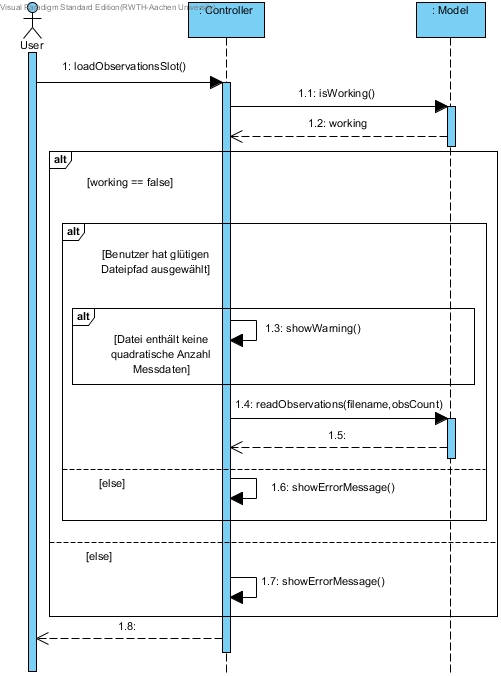 Visual Paradigm Standard Edition(RWTH-Aachen University)
: Controller
: Model
User
1: loadObservationsSlot()
1.1: isWorking()
1.2: working
alt
[working == false]
alt
[Benutzer hat glütigen
Dateipfad ausgewählt]
alt
[Datei enthält keine
quadratische Anzahl
Messdaten]
1.3: showWarning()
1.4: readObservations(filename,obsCount)
1.5:
[else]
1.6: showErrorMessage()
[else]
1.7: showErrorMessage()
1.8: